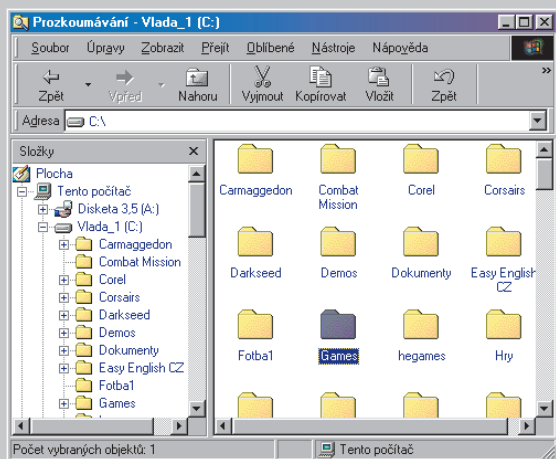 Prozkoumávání - Vlada_1 (C:)
Soubor Úpravy Zobrazit Přejít Oblíbené Nástroje Nápověda
Zpět Vpřed Nahoru Vyjmout Kopírovat Vložit Zpět »
Adresa C:\
Složky
Plocha
Tento počítač
Disketa 3,5 (A:)
Vlada_1 (C:)
Carmaggedon
Combat Mission
Corel
Corsairs
Darkseed
Demos
Dokumenty
Easy English CZ
Fotba1
Games
Carmaggedon Combat Mission Corel Corsairs
Darkseed Demos Dokumenty Easy English CZ
Fotba1 Games hegames Hry
Počet vybraných objektů: 1 Tento počítač